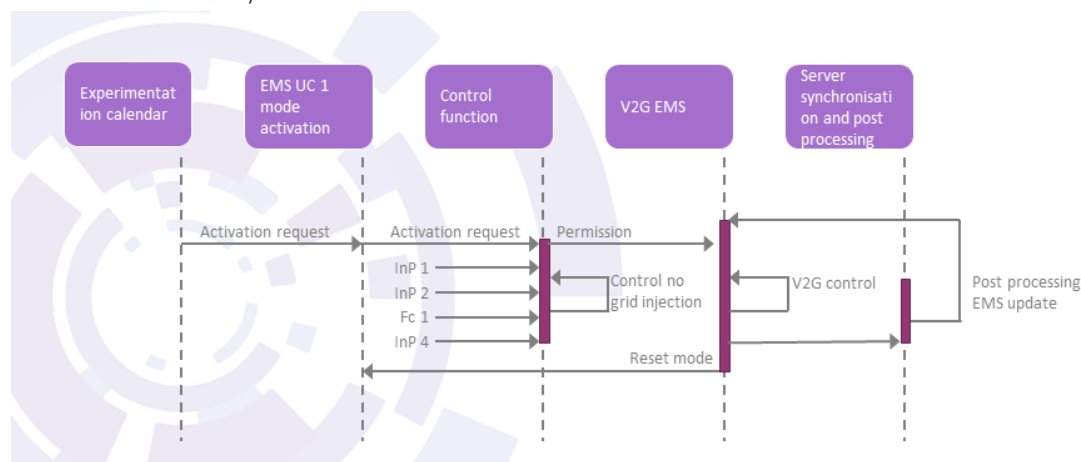 Experimentat
ion calendar
EMS UC 1
mode
activation
Control
function
V2G EMS
Server
synchronisati
on and post
processing
Activation request
Activation request
Permission
InP 1
InP 2
Fc 1
InP 4
Control no
grid injection
V2G control
Post processing
EMS update
Reset mode